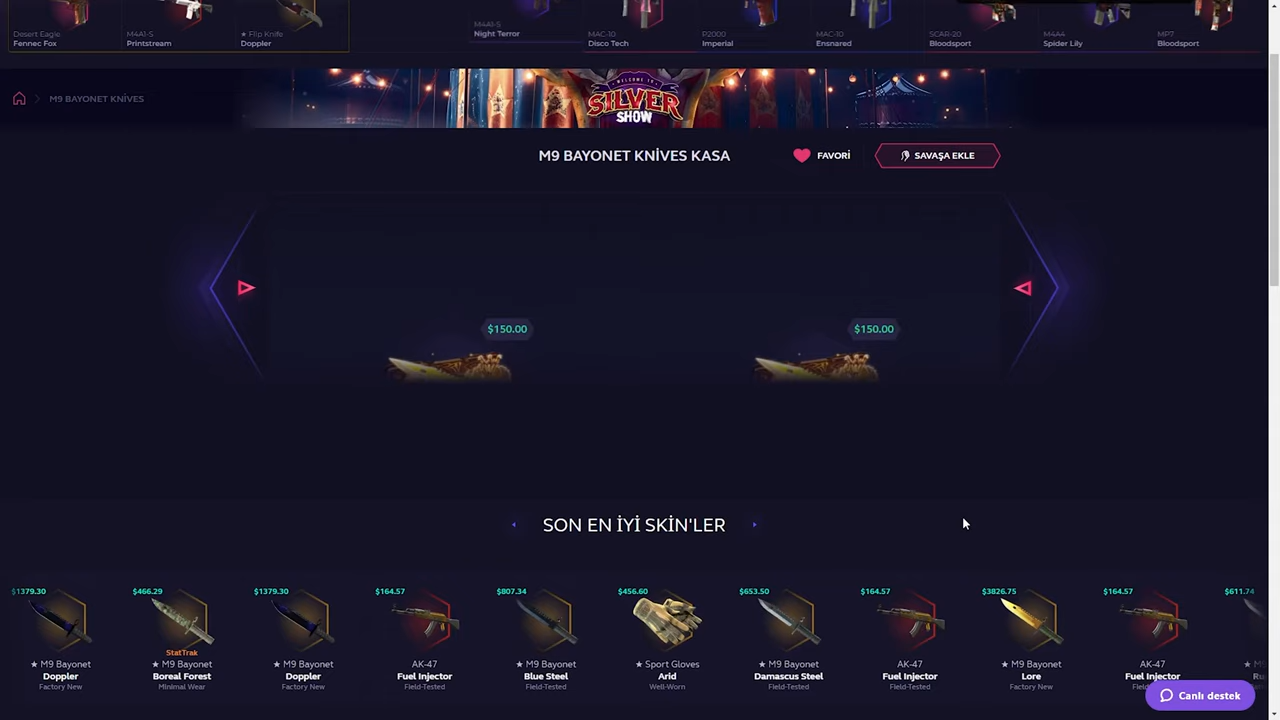 Desert Eagle
Fennec Fox
M4A1-S
Printstream
★ Flip Knife
Doppler
M4A1-S
Night Terror
MAC-10
Disco Tech
P2000
Imperial
MAC-10
Ensnared
SCAR-20
Bloodsport
M4A4
Spider Lily
MP7
Bloodsport
M9 BAYONET KNİVES
WELCOME TO
SILVER
SHOW
M9 BAYONET KNİVES KASA
FAVORİ
SAVAŞA EKLE
$150.00
$150.00
SON EN İYİ SKİN'LER
$1379.30
★ M9 Bayonet
Doppler
Factory New
$466.29
StatTrak
★ M9 Bayonet
Boreal Forest
Minimal Wear
$1379.30
★ M9 Bayonet
Doppler
Factory New
$164.57
AK-47
Fuel Injector
Field-Tested
$807.34
★ M9 Bayonet
Blue Steel
Field-Tested
$456.60
★ Sport Gloves
Arid
Well-Worn
$653.50
★ M9 Bayonet
Damascus Steel
Field-Tested
$164.57
AK-47
Fuel Injector
Field-Tested
$3826.75
★ M9 Bayonet
Lore
Factory New
$164.57
AK-47
Fuel Injector
$611.74
Canlı destek